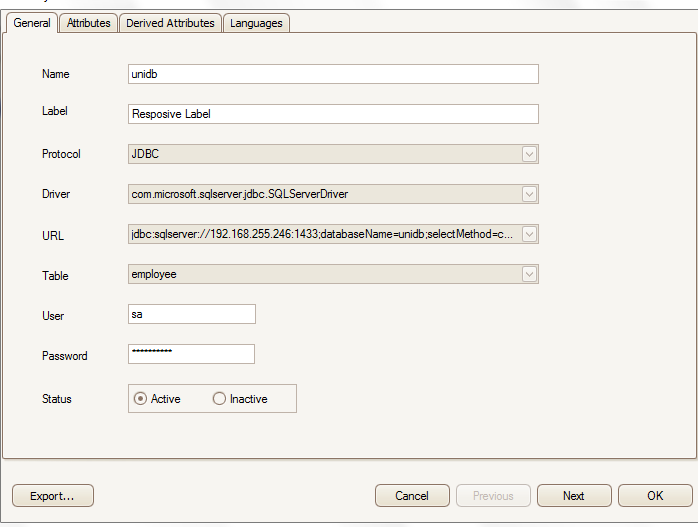 General Attributes Derived Attributes Languages
Name unidb
Label Resposive Label
Protocol JDBC
Driver com.microsoft.sqlserver.jdbc.SQLServerDriver
URL jdbc:sqlserver://192.168.255.246:1433;databaseName=unidb;selectMethod=c...
Table employee
User sa
Password **********
Status Active Inactive
Export... Cancel Previous Next OK